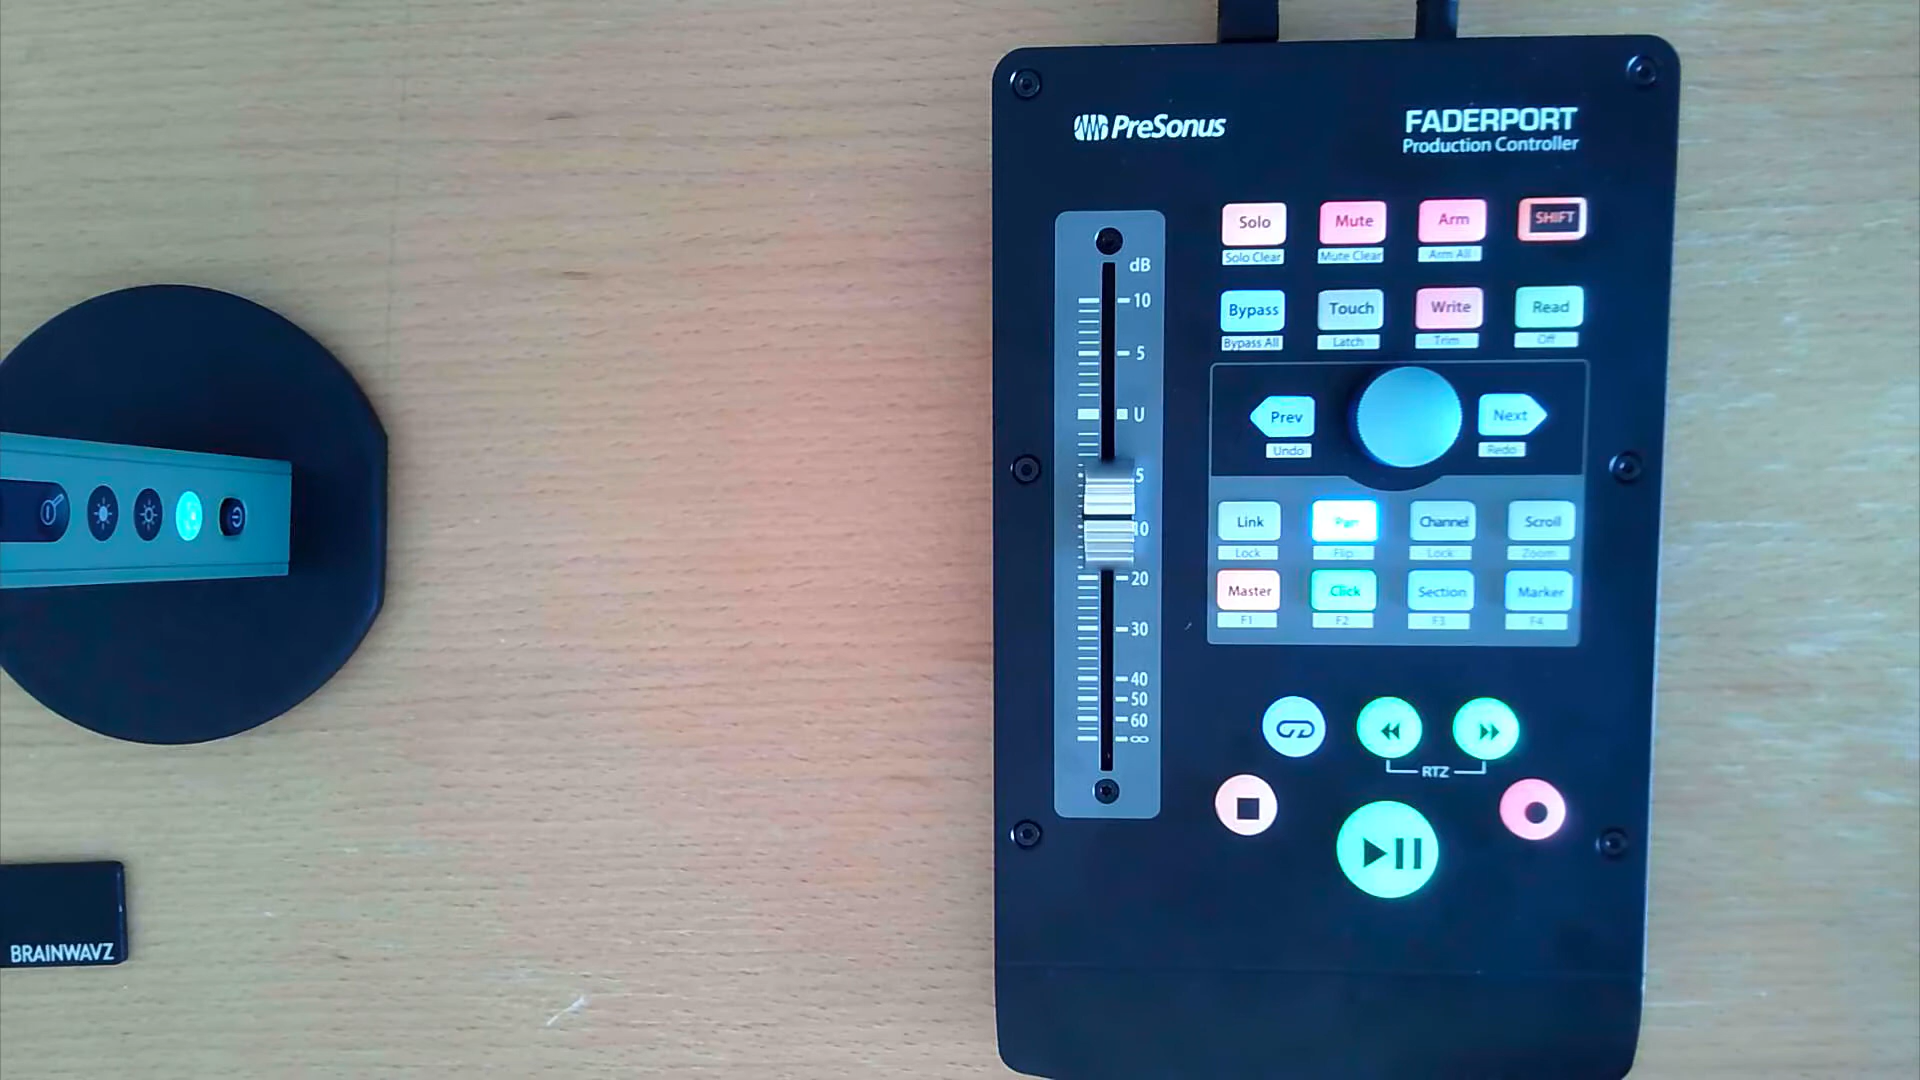 PreSonus
FADERPORT
Production Controller
Solo
Mute
Arm
SHIFT
Solo Clear
Mute Clear
Arm All
Bypass
Touch
Write
Read
Bypass All
Latch
Trim
Off
dB
10
5
U
5
10
20
30
40
50
60
∞
Prev
Next
Undo
Redo
Link
Pan
Channel
Scroll
Lock
Flip
Lock
Zoom
Master
Click
Section
Marker
F1
F2
F3
F4
RTZ
BRAINWAVZ